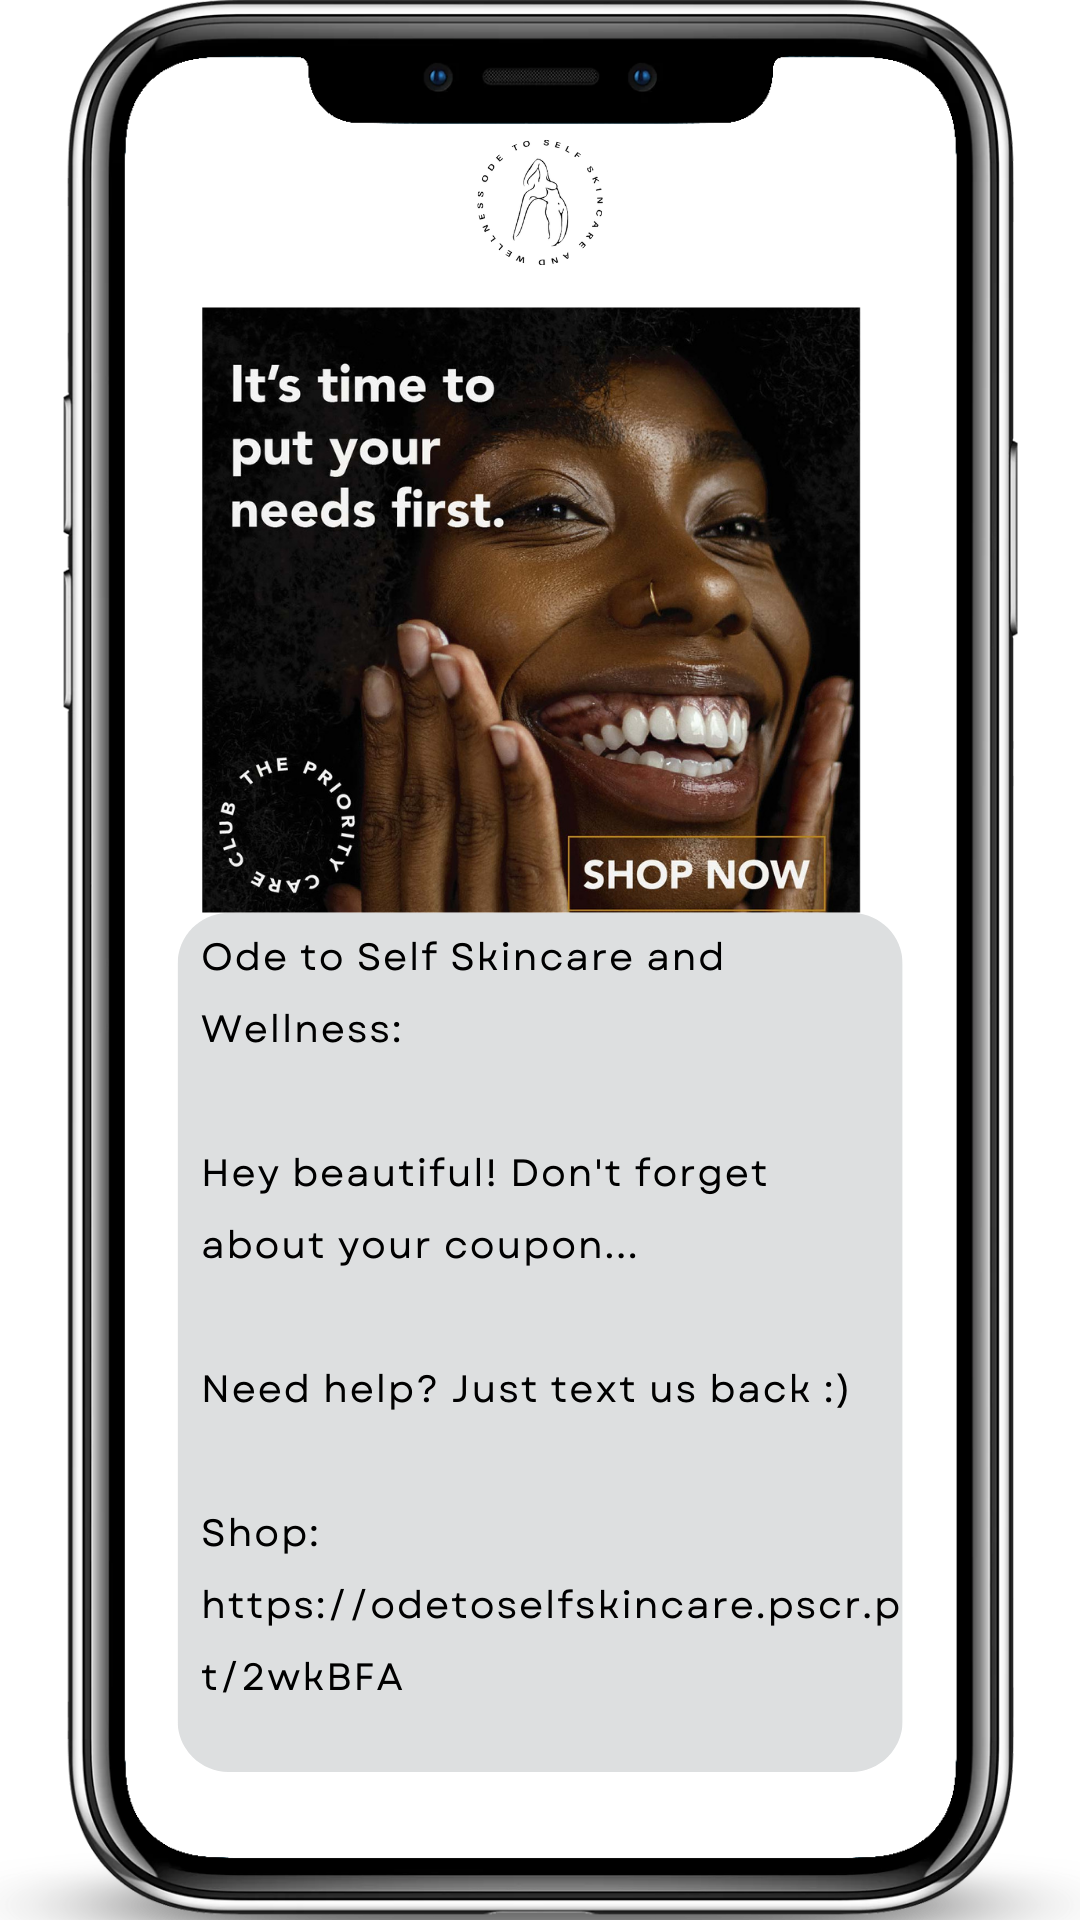 ODE TO SELF SKINCARE AND WELLNESS
It's time to
put your
needs first.
THE PRIORITY CARE CLUB
SHOP NOW
Ode to Self Skincare and
Wellness:
Hey beautiful! Don't forget
about your coupon...
Need help? Just text us back :)
Shop:
https://odetoselfskincare.pscr.p
t/2wkBFA